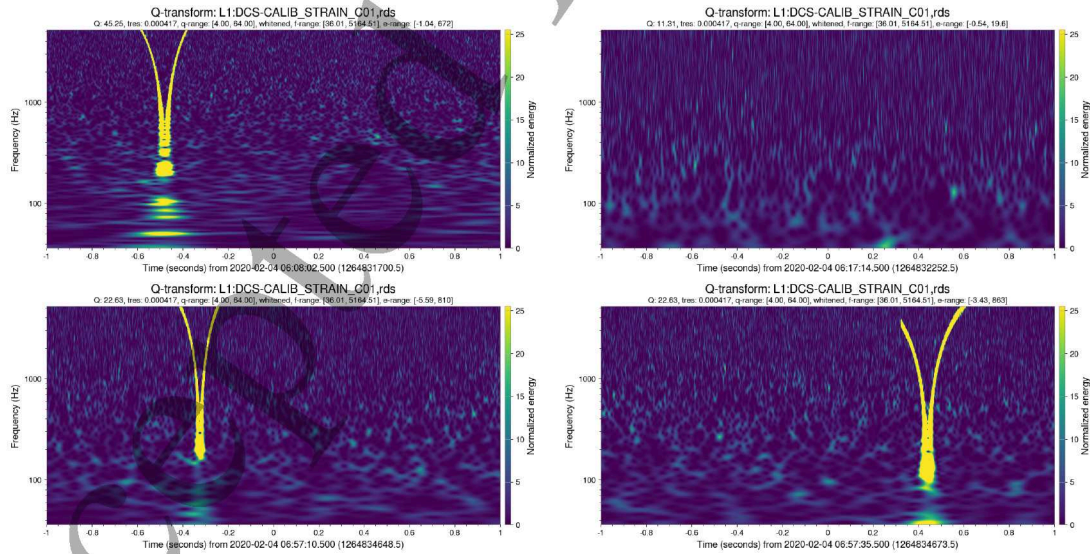 Q-transform: L1:DCS-CALIB_STRAIN_C01,rds
Q: 45.25, tres: 0.000417, q-range: [4.00, 64.00], whitened, f-range: [36.01, 5164.51], e-range: [-1.04, 672]
Frequency (Hz)
1000
100
-1 -0.8 -0.6 -0.4 -0.2 0 0.2 0.4 0.6 0.8 1
Time (seconds) from 2020-02-04 06:08:02.500 (1264831700.5)
25
20
15
10
5
0
Normalized energy
Q-transform: L1:DCS-CALIB_STRAIN_C01,rds
Q: 11.31, tres: 0.000417, q-range: [4.00, 64.00], whitened, f-range: [36.01, 5164.51], e-range: [-0.54, 19.6]
Frequency (Hz)
1000
100
-1 -0.8 -0.6 -0.4 -0.2 0 0.2 0.4 0.6 0.8 1
Time (seconds) from 2020-02-04 06:17:14.500 (1264832252.5)
25
20
15
10
5
0
Normalized energy
Q-transform: L1:DCS-CALIB_STRAIN_C01,rds
Q: 22.63, tres: 0.000417, q-range: [4.00, 64.00], whitened, f-range: [36.01, 5164.51], e-range: [-5.59, 810]
Frequency (Hz)
1000
100
-1 -0.8 -0.6 -0.4 -0.2 0 0.2 0.4 0.6 0.8 1
Time (seconds) from 2020-02-04 06:57:10.500 (1264834648.5)
25
20
15
10
5
0
Normalized energy
Q-transform: L1:DCS-CALIB_STRAIN_C01,rds
Q: 22.63, tres: 0.000417, q-range: [4.00, 64.00], whitened, f-range: [36.01, 5164.51], e-range: [-3.43, 863]
Frequency (Hz)
1000
100
-1 -0.8 -0.6 -0.4 -0.2 0 0.2 0.4 0.6 0.8 1
Time (seconds) from 2020-02-04 06:57:35.500 (1264834673.5)
25
20
15
10
5
0
Normalized energy